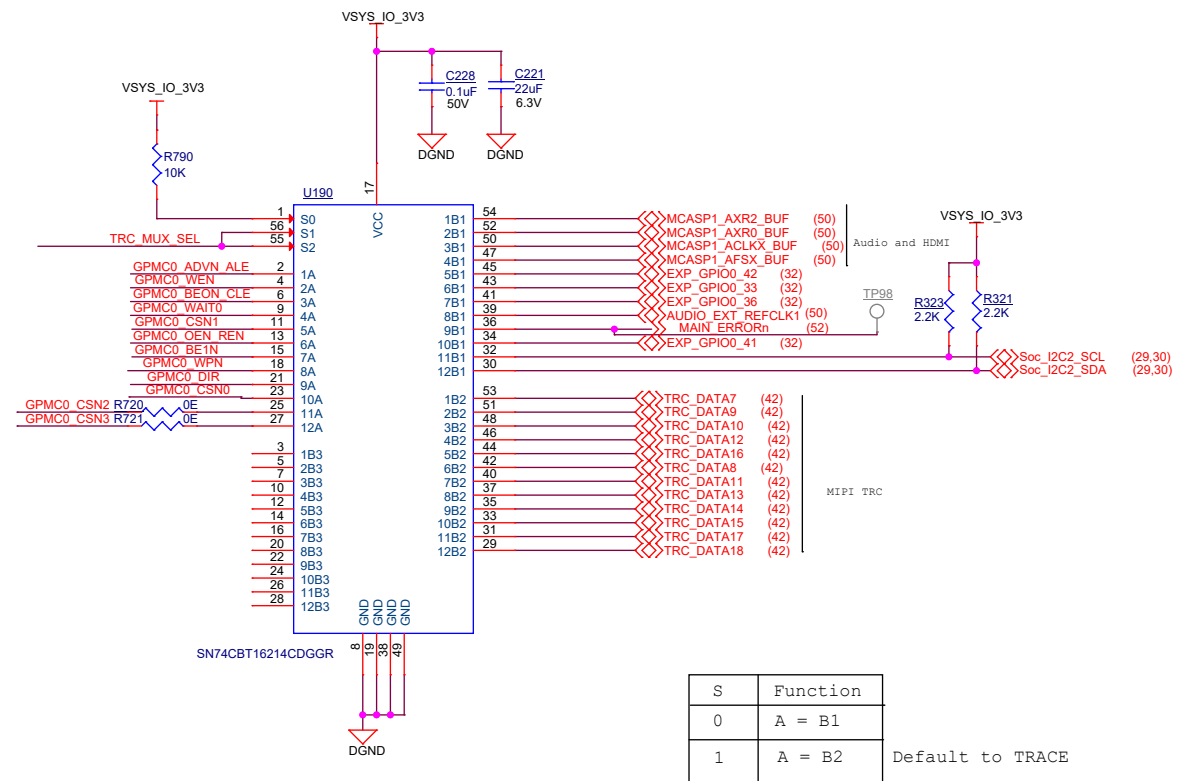 VSYS_IO_3V3
C228
0.1uF
50V
C221
22uF
6.3V
DGND
DGND
VSYS_IO_3V3
R790
10K
U190
17
VCC
1 S0
56 S1
55 S2
TRC_MUX_SEL
GPMC0_ADVN_ALE 2 1A
GPMC0_WEN 4 2A
GPMC0_BEON_CLE 6 3A
GPMC0_WAIT0 9 4A
GPMC0_CSN1 11 5A
GPMC0_OEN_REN 13 6A
GPMC0_BE1N 15 7A
GPMC0_WPN 18 8A
GPMC0_DIR 21 9A
GPMC0_CSN0 23 10A
GPMC0_CSN2 R720 0E 25 11A
GPMC0_CSN3 R721 0E 27 12A
3 1B3
5 2B3
7 3B3
10 4B3
12 5B3
14 6B3
16 7B3
20 8B3
22 9B3
24 10B3
26 11B3
28 12B3
1B1 54 MCASP1_AXR2_BUF (50)
2B1 52 MCASP1_AXR0_BUF (50)
3B1 50 MCASP1_ACLKX_BUF (50)
4B1 47 MCASP1_AFSX_BUF (50)
Audio and HDMI
5B1 45 EXP_GPIO0_42 (32)
6B1 43 EXP_GPIO0_33 (32)
7B1 41 EXP_GPIO0_36 (32)
8B1 39 AUDIO_EXT_REFCLK1 (50)
9B1 36 MAIN_ERRORn (52)
10B1 34 EXP_GPIO0_41 (32)
11B1 32 Soc_I2C2_SCL (29,30)
12B1 30 Soc_I2C2_SDA (29,30)
TP98
VSYS_IO_3V3
R323
2.2K
R321
2.2K
1B2 53 TRC_DATA7 (42)
2B2 51 TRC_DATA9 (42)
3B2 48 TRC_DATA10 (42)
4B2 46 TRC_DATA12 (42)
5B2 44 TRC_DATA16 (42)
6B2 42 TRC_DATA8 (42)
7B2 40 TRC_DATA11 (42)
8B2 37 TRC_DATA13 (42)
9B2 35 TRC_DATA14 (42)
10B2 33 TRC_DATA15 (42)
11B2 31 TRC_DATA17 (42)
12B2 29 TRC_DATA18 (42)
MIPI TRC
GND GND GND GND
8 19 38 49
SN74CBT16214CDGGR
DGND
S Function
0 A = B1
1 A = B2 Default to TRACE